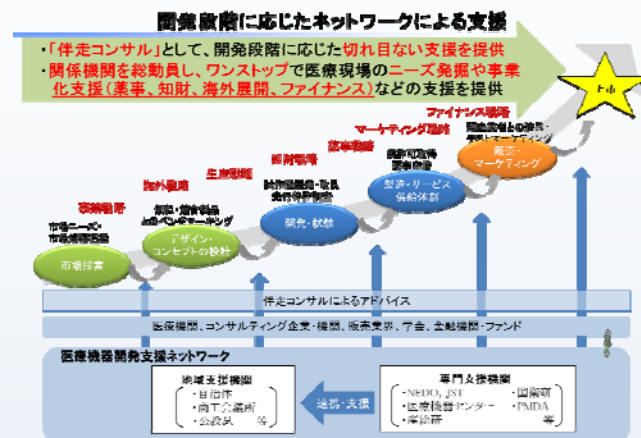 開発段階に応じたネットワークによる支援
・「伴走コンサル」として、開発段階に応じた切れ目ない支援を提供
・関係機関を総動員し、ワンストップで医療現場のニーズ発掘や事業
化支援(薬事、知財、海外展開、ファイナンス)などの支援を提供
上市
ファイナンス戦略
マーケティング戦略
販売・
マーケティング
薬事戦略
製造・サービス
供給体制
知財戦略
開発・試験
生産戦略
海外戦略
デザイン・
コンセプトの設計
事業戦略
市場ニーズ・
市場探索
伴走コンサルによるアドバイス
医療機関、コンサルティング企業・機関、販売業界、学会、金融機関・ファンド
医療機器開発支援ネットワーク
地域支援機関
・自治体
・商工会議所
・公設試 等
連携・支援
専門支援機関
・NEDO、JST ・国衛研
・医療機器センター ・PMDA
・産総研 等